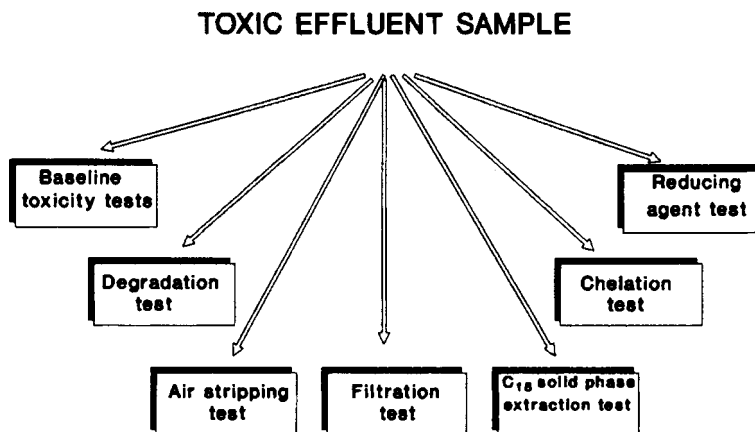 TOXIC EFFLUENT SAMPLE
Baseline
toxicity tests
Reducing
agent test
Degradation
test
Chelation
test
Air stripping
test
Filtration
test
C₁₈ solid phase
extraction test